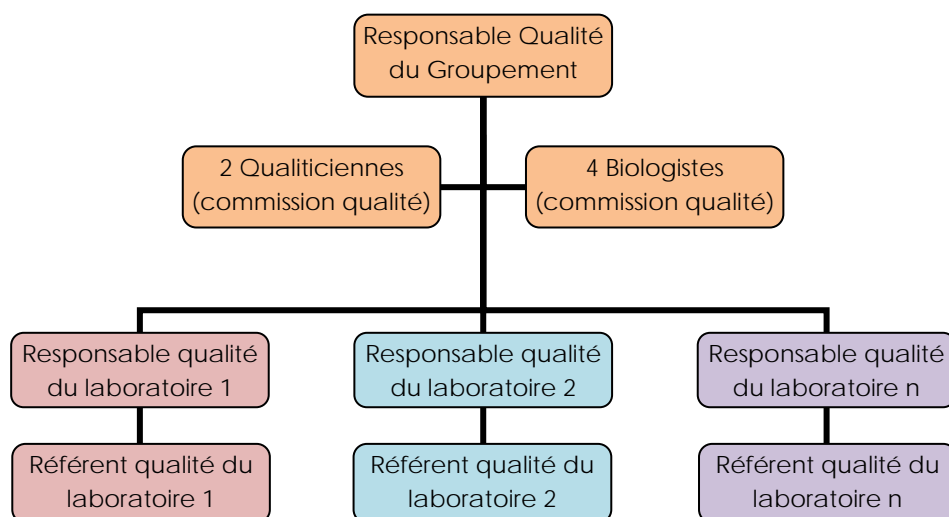 Responsable Qualité
du Groupement
2 Qualiticiennes
(commission qualité)
4 Biologistes
(commission qualité)
Responsable qualité
du laboratoire 1
Responsable qualité
du laboratoire 2
Responsable qualité
du laboratoire n
Référent qualité du
laboratoire 1
Référent qualité du
laboratoire 2
Référent qualité du
laboratoire n